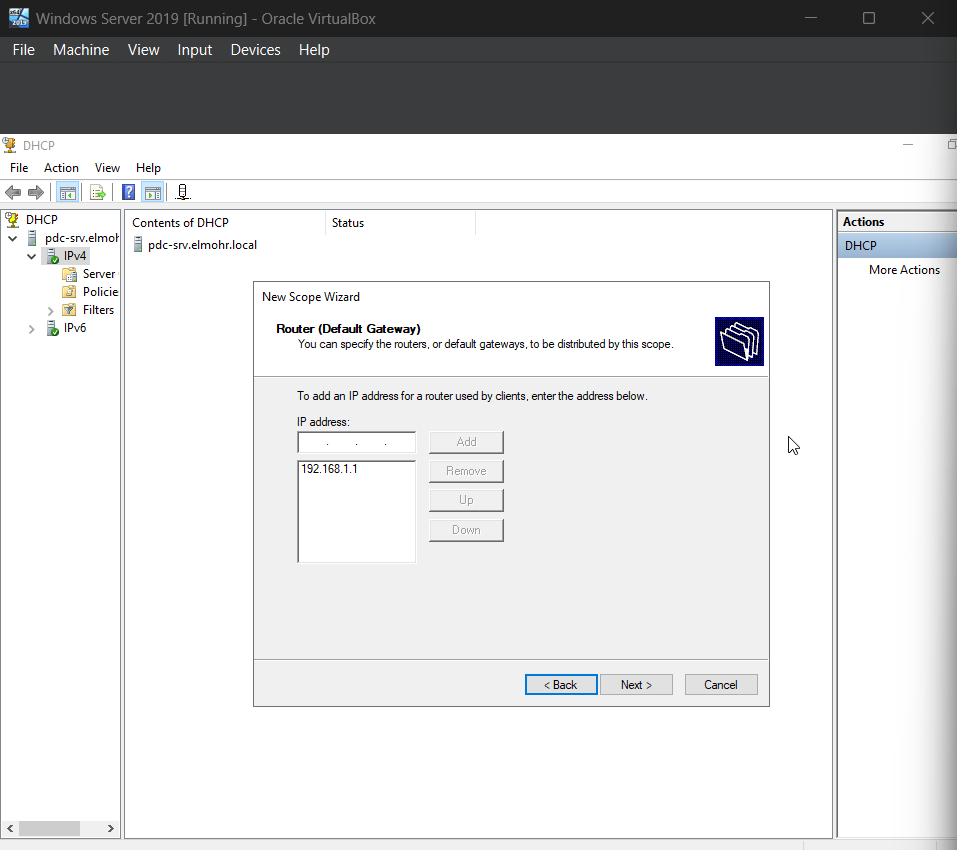 Windows Server 2019 [Running] - Oracle VirtualBox
File Machine View Input Devices Help
DHCP
File Action View Help
DHCP
pdc-srv.elmoh
IPv4
Server
Policie
Filters
IPv6
Contents of DHCP Status
pdc-srv.elmohr.local
New Scope Wizard
Router (Default Gateway)
You can specify the routers, or default gateways, to be distributed by this scope.
To add an IP address for a router used by clients, enter the address below.
IP address:
. . .
Add
192.168.1.1
Remove
Up
Down
< Back Next > Cancel
Actions
DHCP
More Actions